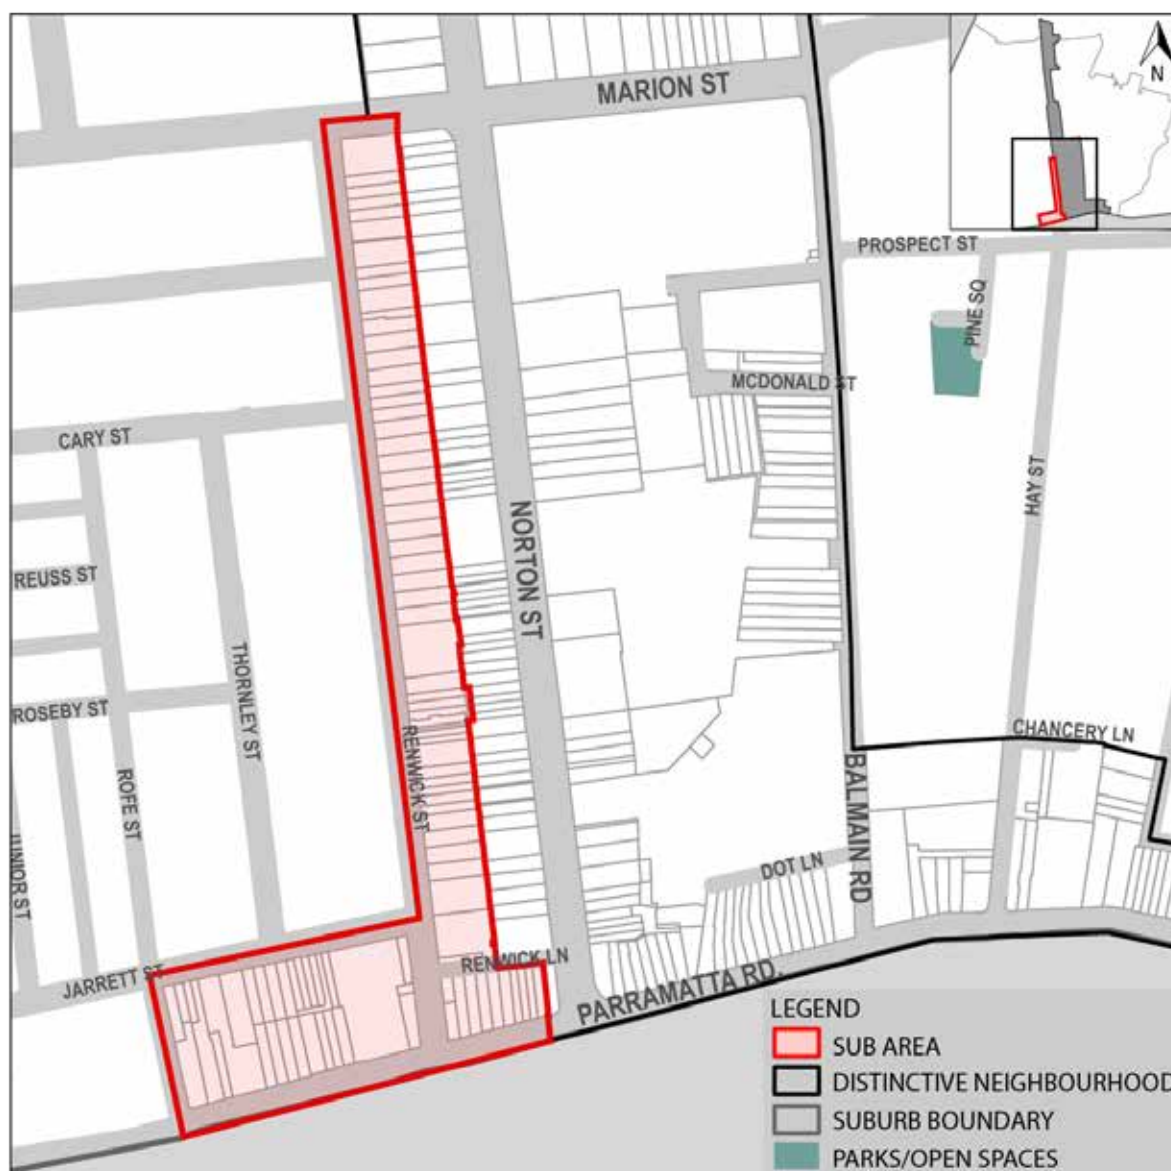 MARION ST
N
PROSPECT ST
PINE SQ
MCDONALD ST
CARY ST
HAY ST
NORTON ST
REUSS ST
THORNLEY ST
ROSEBY ST
RENWICK ST
CHANCERY LN
ROFE ST
BALMAIN RD
JUNIOR ST
DOT LN
RENWICK LN
JARRETT ST
PARRAMATTA RD.
LEGEND
SUB AREA
DISTINCTIVE NEIGHBOURHOOD
SUBURB BOUNDARY
PARKS/OPEN SPACES